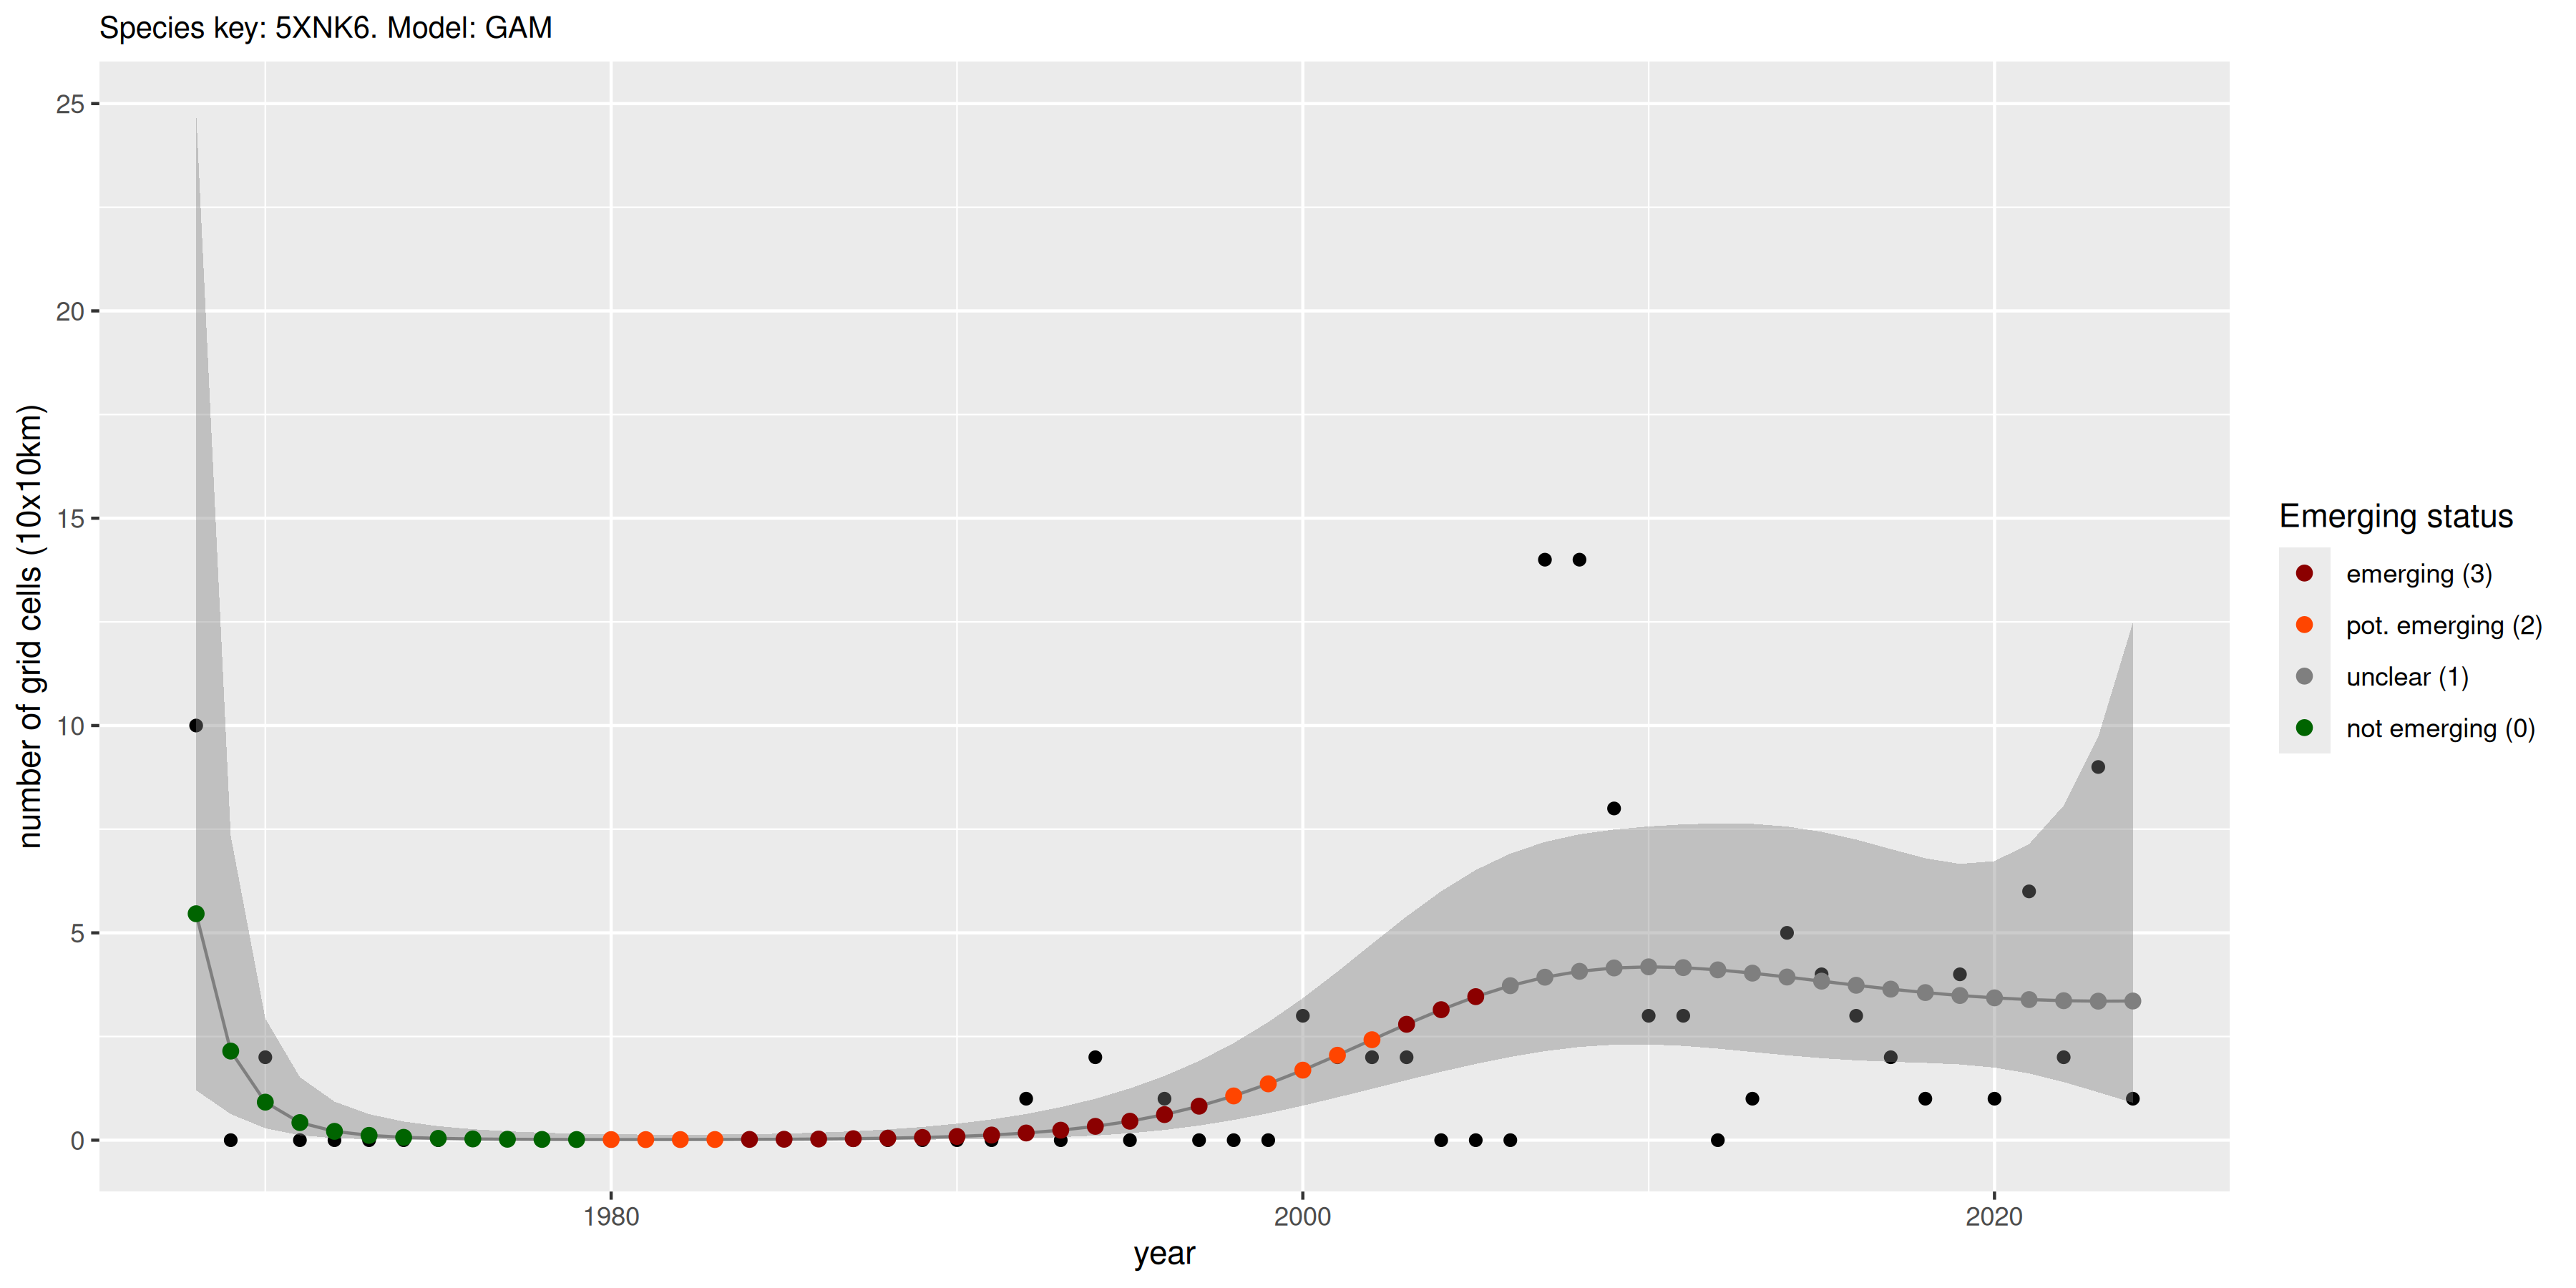 Species key: 5XNK6. Model: GAM
25
20
15
10
5
0
number of grid cells (10x10km)
1980
2000
2020
year
Emerging status
emerging (3)
pot. emerging (2)
unclear (1)
not emerging (0)